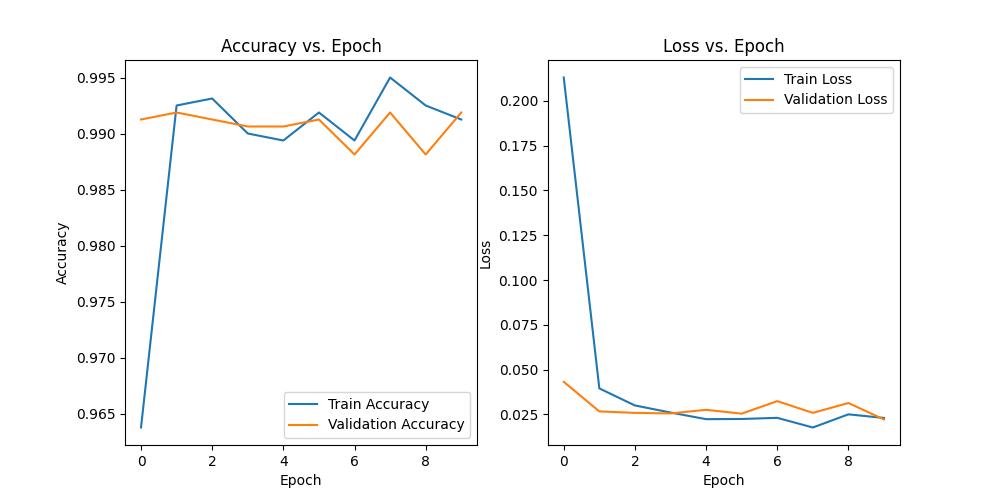 Accuracy vs. Epoch
0.995
0.990
0.985
0.980
0.975
0.970
0.965
Accuracy
0 2 4 6 8
Epoch
Train Accuracy
Validation Accuracy
Loss vs. Epoch
0.200
0.175
0.150
0.125
0.100
0.075
0.050
0.025
Loss
0 2 4 6 8
Epoch
Train Loss
Validation Loss